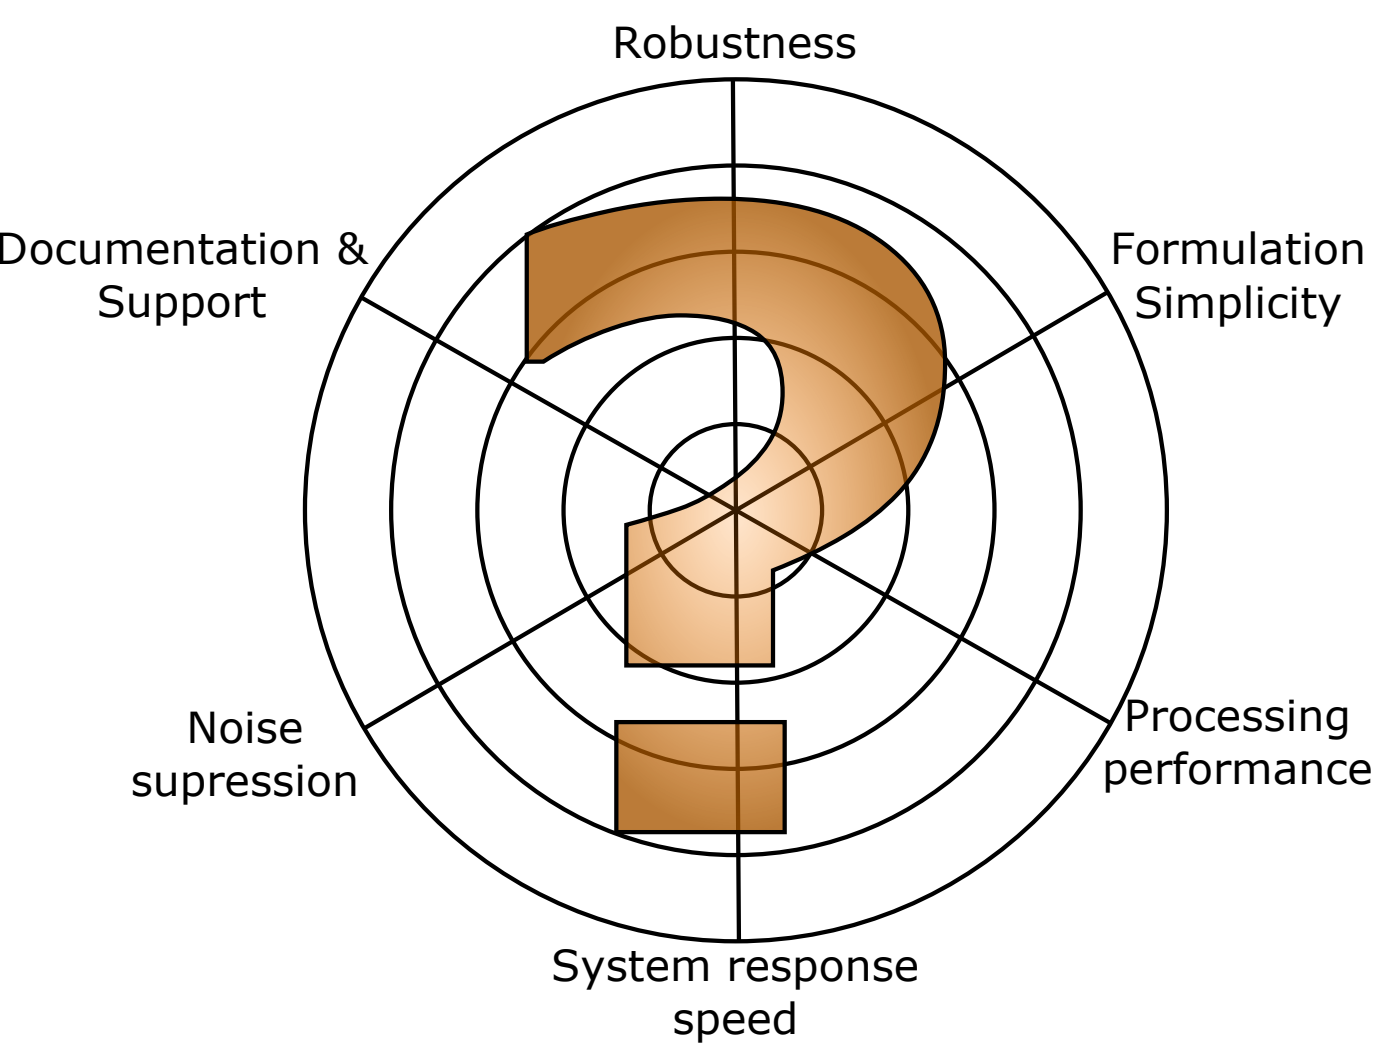 Robustness
Documentation &
Support
Formulation
Simplicity
Noise
supression
Processing
performance
System response
speed
?